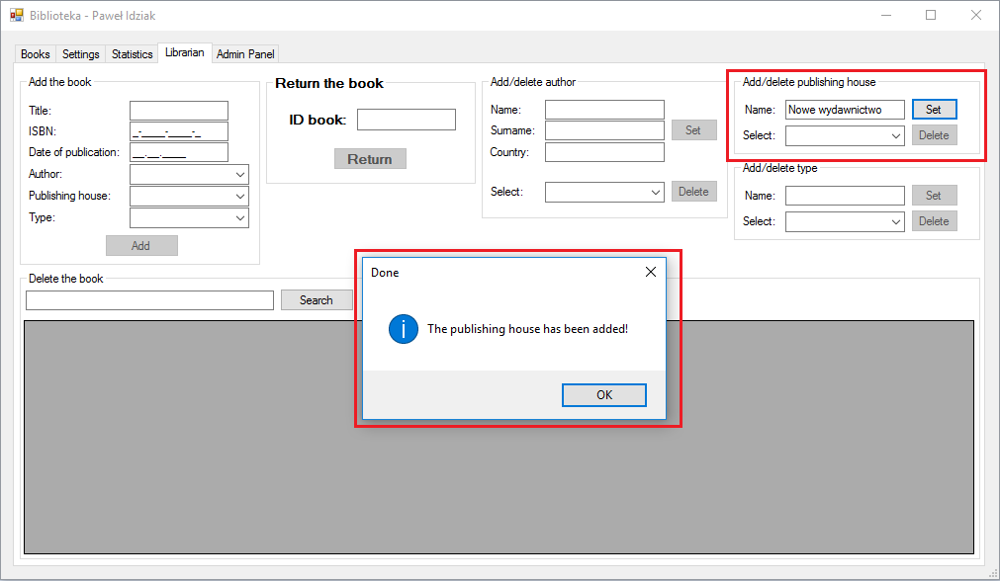 Biblioteka - Paweł Idziak
Books Settings Statistics Librarian Admin Panel
Add the book
Title:
ISBN:
_-____-____-_
Date of publication:
__.__.____
Author:
Publishing house:
Type:
Add
Return the book
ID book:
Return
Add/delete author
Name:
Surname:
Set
Country:
Select:
Delete
Add/delete publishing house
Name: Nowe wydawnictwo Set
Select: Delete
Add/delete type
Name: Set
Select: Delete
Delete the book
Search
Done
The publishing house has been added!
OK